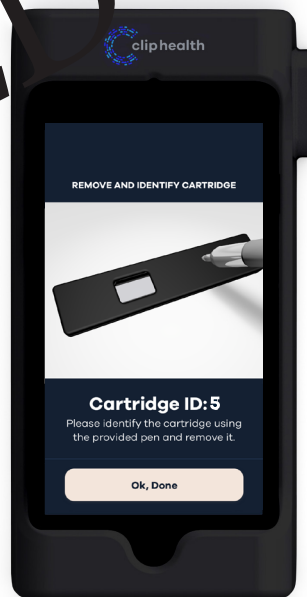 cliphealth
REMOVE AND IDENTIFY CARTRIDGE
Cartridge ID: 5
Please identify the cartridge using
the provided pen and remove it.
Ok, Done